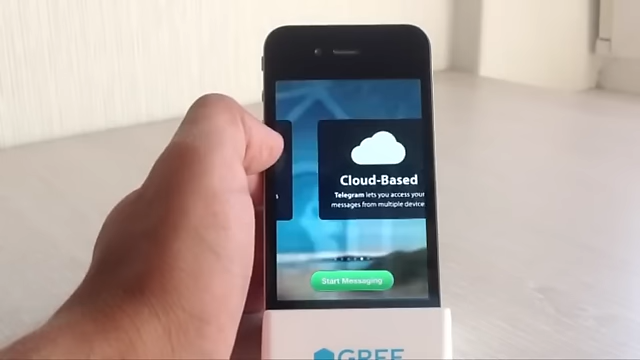 Cloud-Based
Telegram lets you access your
messages from multiple device
Start Messaging
GREE